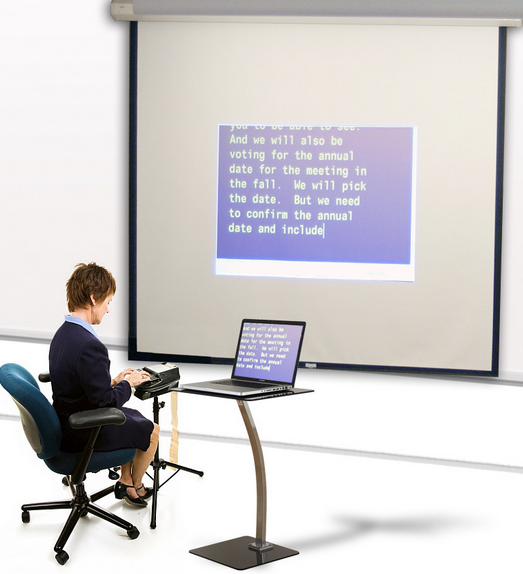 you to be able to see.
And we will also be
voting for the annual
date for the meeting in
the fall.  We will pick
the date.  But we need
to confirm the annual
date and include
And we will also be
voting for the annual
date for the meeting in
the fall.  We will pick
the date.  But we need
to confirm the annual
date and include